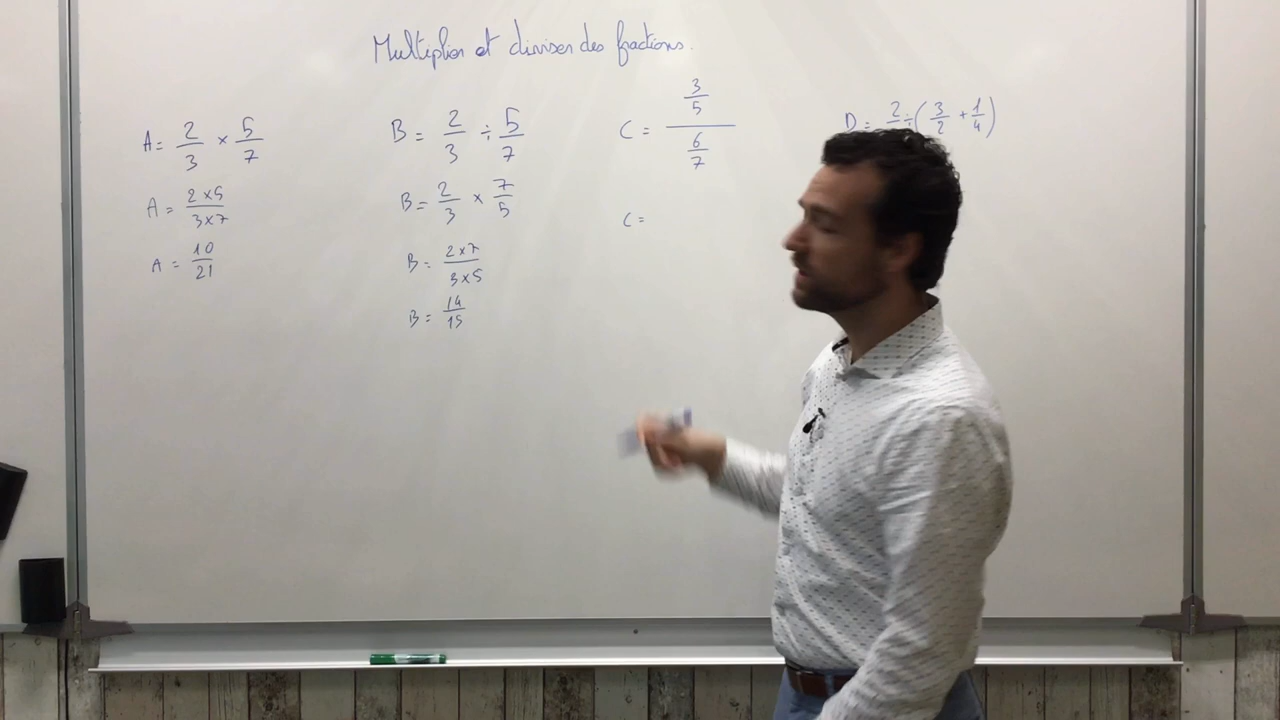 Multiplier et diviser des fractions.
A = 2/3 × 5/7
A = 2×5/3×7
A = 10/21
B = 2/3 ÷ 5/7
B = 2/3 × 7/5
B = 2×7/3×5
B = 14/15
C = 3/5 / 6/7
C =
D = 2 ÷ (3/2 + 1/4)